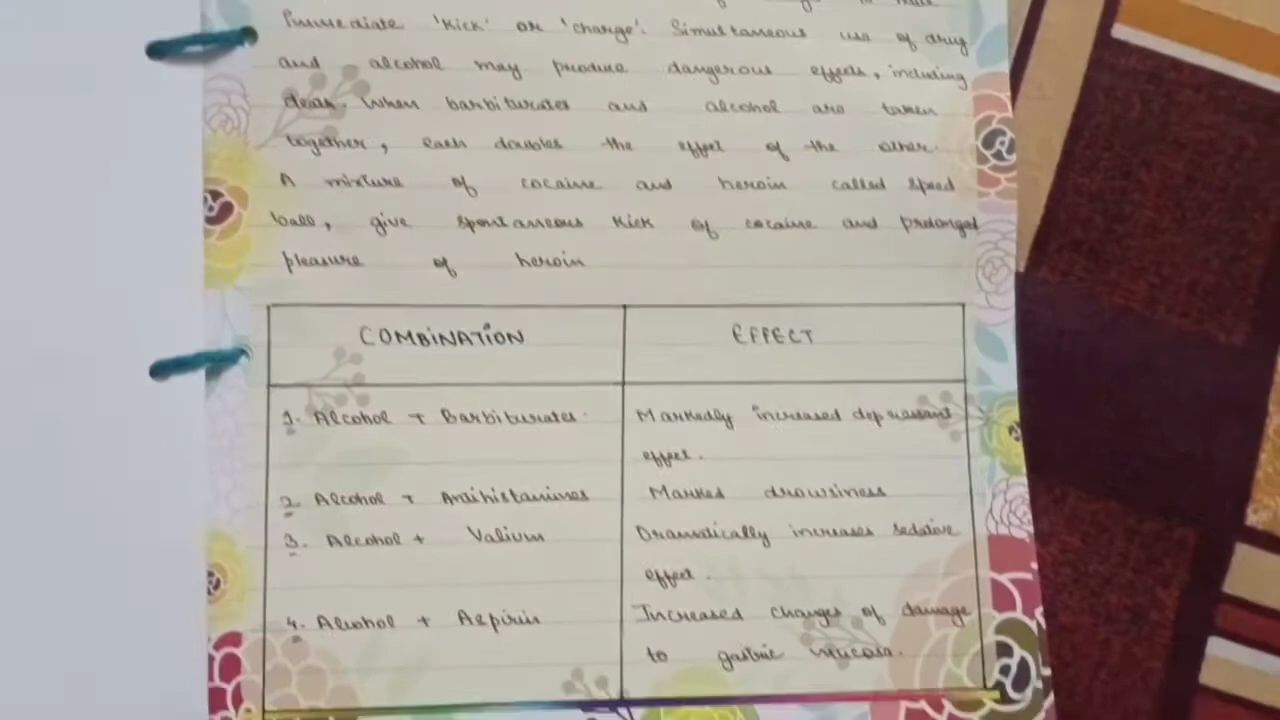 Immediate 'Kick' or 'charge'. Simultaneous use of drug
and alcohol may produce dangerous effects, including
death. When barbiturates and alcohol are taken
together, each doubles the effect of the other.
A mixture of cocaine and heroin called speed
ball, give spontaneous Kick of cocaine and prolonged
pleasure of heroin
COMBINATION
EFFECT
1. Alcohol + Barbiturates.
Markedly increased depressant
effect.
2. Alcohol + Antihistamines
Marked drowsiness
3. Alcohol + Valium
Dramatically increases sedative
effect.
4. Alcohol + Aspirin
Increased changes of damage
to gastric mucosa.